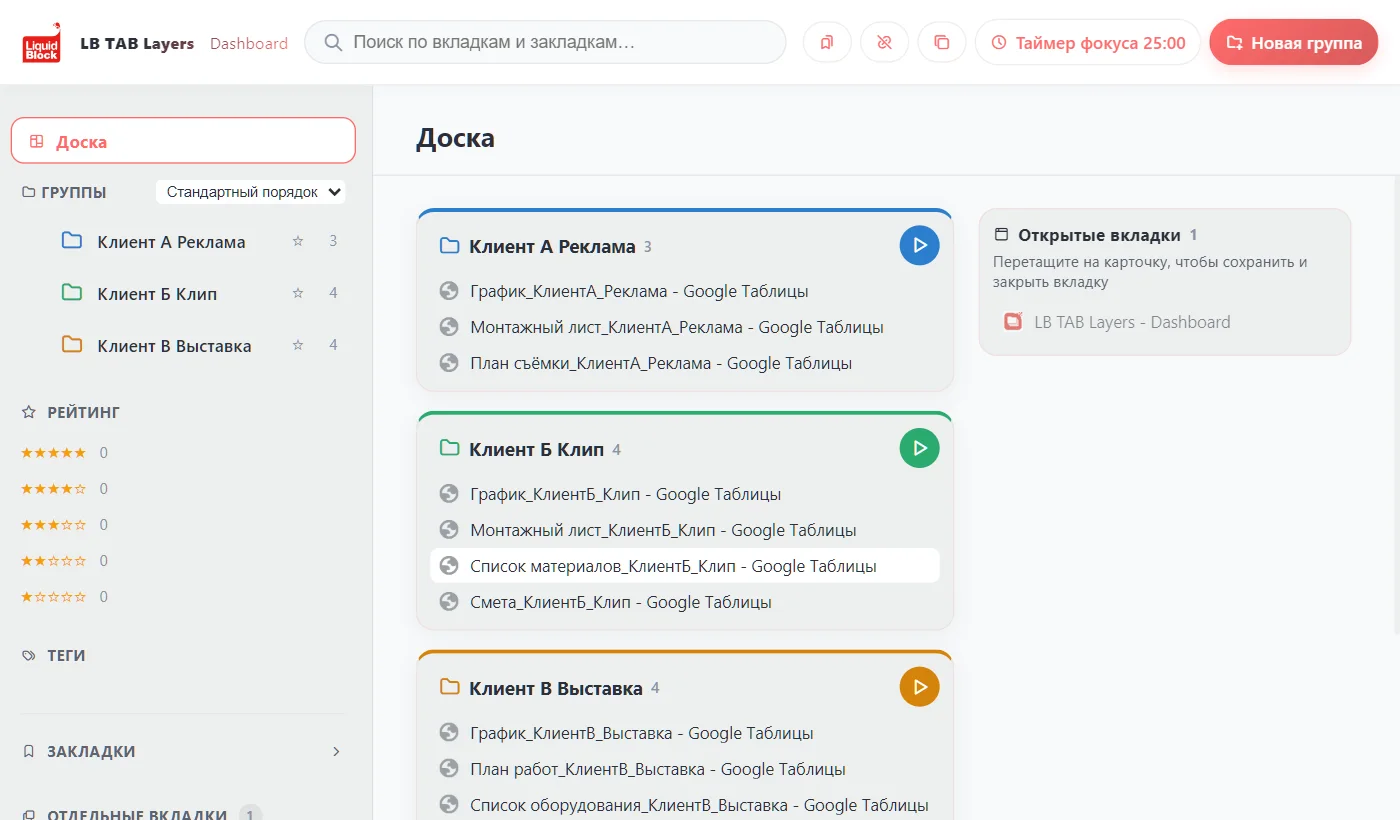 Liquid Block
LB TAB Layers Dashboard
Поиск по вкладкам и закладкам…
Таймер фокуса 25:00
Новая группа
Доска
ГРУППЫ
Стандартный порядок
Клиент А Реклама 3
Клиент Б Клип 4
Клиент В Выставка 4
РЕЙТИНГ
★★★★★ 0
★★★★☆ 0
★★★☆☆ 0
★★☆☆☆ 0
★☆☆☆☆ 0
ТЕГИ
ЗАКЛАДКИ
ОТДЕЛЬНЫЕ ВКЛАДКИ 1
Доска
Клиент А Реклама 3
График_КлиентА_Реклама - Google Таблицы
Монтажный лист_КлиентА_Реклама - Google Таблицы
План съёмки_КлиентА_Реклама - Google Таблицы
Клиент Б Клип 4
График_КлиентБ_Клип - Google Таблицы
Монтажный лист_КлиентБ_Клип - Google Таблицы
Список материалов_КлиентБ_Клип - Google Таблицы
Смета_КлиентБ_Клип - Google Таблицы
Клиент В Выставка 4
График_КлиентВ_Выставка - Google Таблицы
План работ_КлиентВ_Выставка - Google Таблицы
Список оборудования_КлиентВ_Выставка - Google Таблицы
Открытые вкладки 1
Перетащите на карточку, чтобы сохранить и
закрыть вкладку
LB TAB Layers - Dashboard